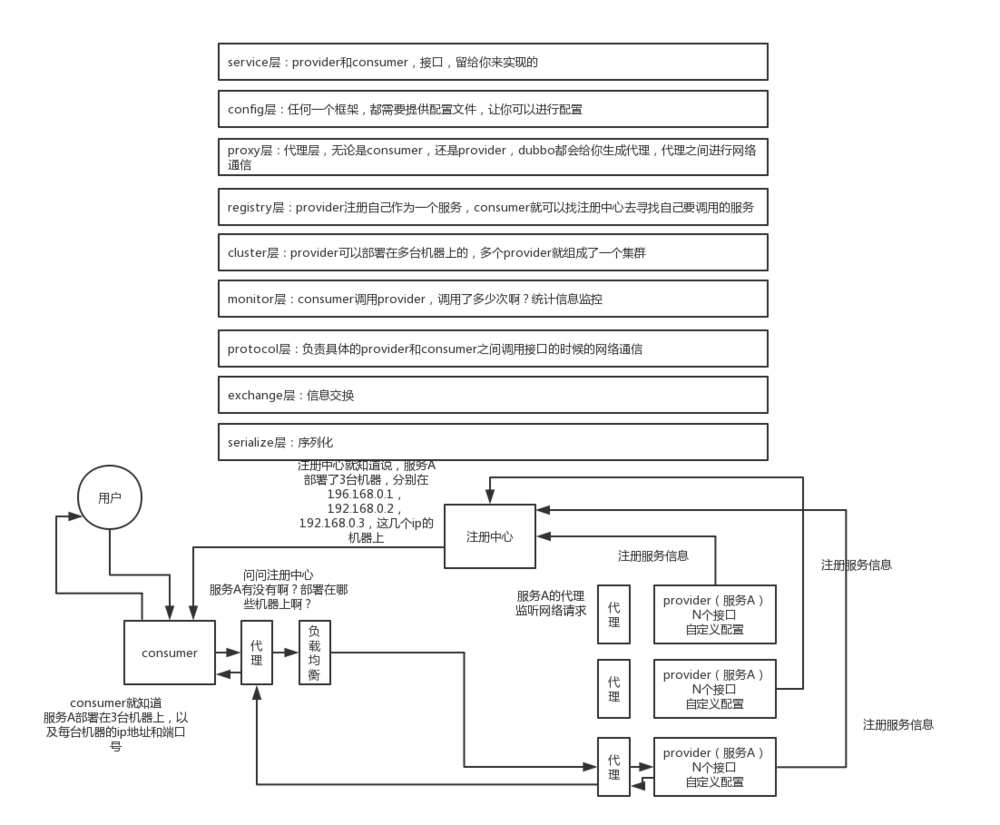 service层：provider和consumer，接口，留给你来实现的
config层：任何一个框架，都需要提供配置文件，让你可以进行配置
proxy层：代理层，无论是consumer，还是provider，dubbo都会给你生成代理，代理之间进行网络
通信
registry层：provider注册自己作为一个服务，consumer就可以找注册中心去寻找自己要调用的服务
cluster层：provider可以部署在多台机器上的，多个provider就组成了一个集群
monitor层：consumer调用provider，调用了多少次啊？统计信息监控
protocol层：负责具体的provider和consumer之间调用接口的时候的网络通信
exchange层：信息交换
serialize层：序列化
注册中心就知道说，服务A
部署了3台机器，分别在
196.168.0.1，
192.168.0.2，
192.168.0.3，这几个ip的
机器上
用户
注册中心
注册服务信息
注册服务信息
问问注册中心
服务A有没有啊？部署在哪
些机器上啊？
服务A的代理
监听网络请求
代
理
provider（服务A）
N个接口
自定义配置
consumer
代
理
负
载
均
衡
代
理
provider（服务A）
N个接口
自定义配置
consumer就知道
服务A部署在3台机器上，以
及每台机器的ip地址和端口
号
注册服务信息
代
理
provider（服务A）
N个接口
自定义配置